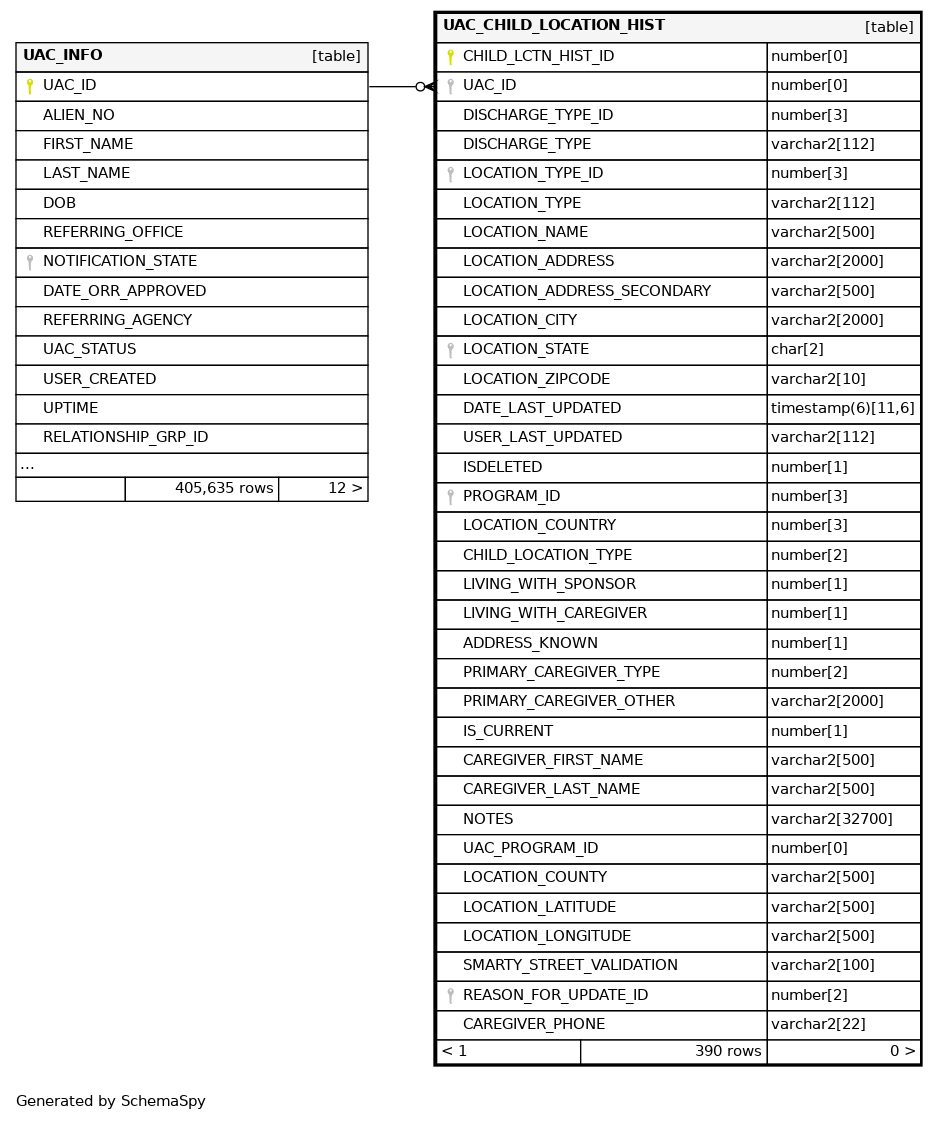 UAC_INFO [table]
UAC_ID
ALIEN_NO
FIRST_NAME
LAST_NAME
DOB
REFERRING_OFFICE
NOTIFICATION_STATE
DATE_ORR_APPROVED
REFERRING_AGENCY
UAC_STATUS
USER_CREATED
UPTIME
RELATIONSHIP_GRP_ID
...
405,635 rows 12 >
UAC_CHILD_LOCATION_HIST [table]
CHILD_LCTN_HIST_ID number[0]
UAC_ID number[0]
DISCHARGE_TYPE_ID number[3]
DISCHARGE_TYPE varchar2[112]
LOCATION_TYPE_ID number[3]
LOCATION_TYPE varchar2[112]
LOCATION_NAME varchar2[500]
LOCATION_ADDRESS varchar2[2000]
LOCATION_ADDRESS_SECONDARY varchar2[500]
LOCATION_CITY varchar2[2000]
LOCATION_STATE char[2]
LOCATION_ZIPCODE varchar2[10]
DATE_LAST_UPDATED timestamp(6)[11,6]
USER_LAST_UPDATED varchar2[112]
ISDELETED number[1]
PROGRAM_ID number[3]
LOCATION_COUNTRY number[3]
CHILD_LOCATION_TYPE number[2]
LIVING_WITH_SPONSOR number[1]
LIVING_WITH_CAREGIVER number[1]
ADDRESS_KNOWN number[1]
PRIMARY_CAREGIVER_TYPE number[2]
PRIMARY_CAREGIVER_OTHER varchar2[2000]
IS_CURRENT number[1]
CAREGIVER_FIRST_NAME varchar2[500]
CAREGIVER_LAST_NAME varchar2[500]
NOTES varchar2[32700]
UAC_PROGRAM_ID number[0]
LOCATION_COUNTY varchar2[500]
LOCATION_LATITUDE varchar2[500]
LOCATION_LONGITUDE varchar2[500]
SMARTY_STREET_VALIDATION varchar2[100]
REASON_FOR_UPDATE_ID number[2]
CAREGIVER_PHONE varchar2[22]
< 1 390 rows 0 >
Generated by SchemaSpy